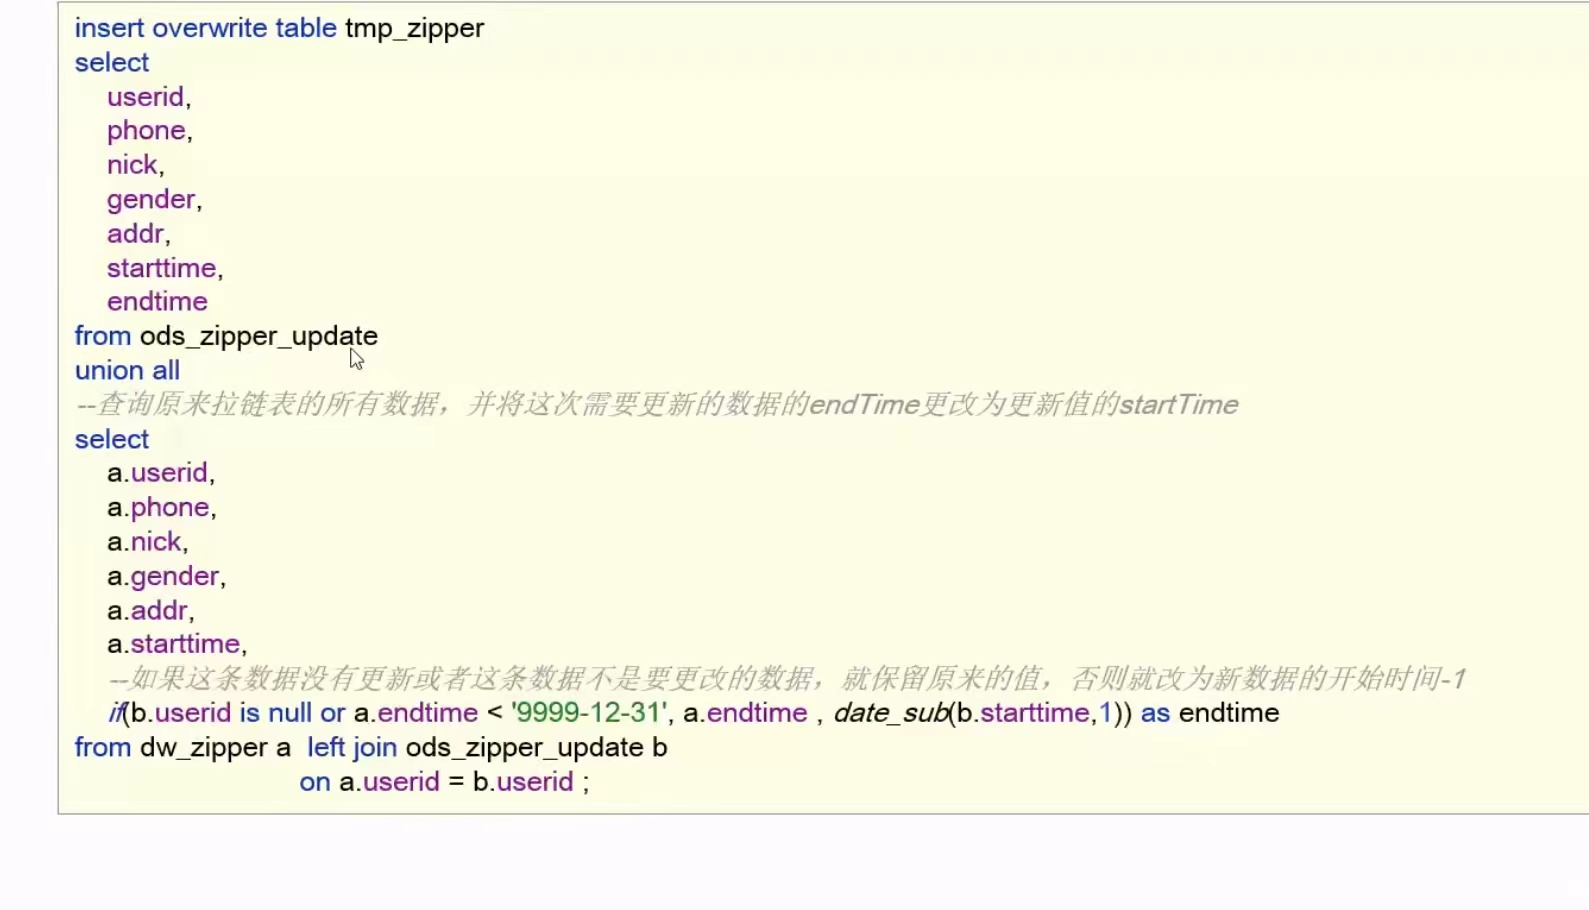 insert overwrite table tmp_zipper
select
userid,
phone,
nick,
gender,
addr,
starttime,
endtime
from ods_zipper_update
union all
--查询原来拉链表的所有数据，并将这次需要更新的数据的endTime更改为更新值的startTime
select
a.userid,
a.phone,
a.nick,
a.gender,
a.addr,
a.starttime,
--如果这条数据没有更新或者这条数据不是要更改的数据，就保留原来的值，否则就改为新数据的开始时间-1
if(b.userid is null or a.endtime < '9999-12-31', a.endtime , date_sub(b.starttime,1)) as endtime
from dw_zipper a  left join ods_zipper_update b
on a.userid = b.userid ;